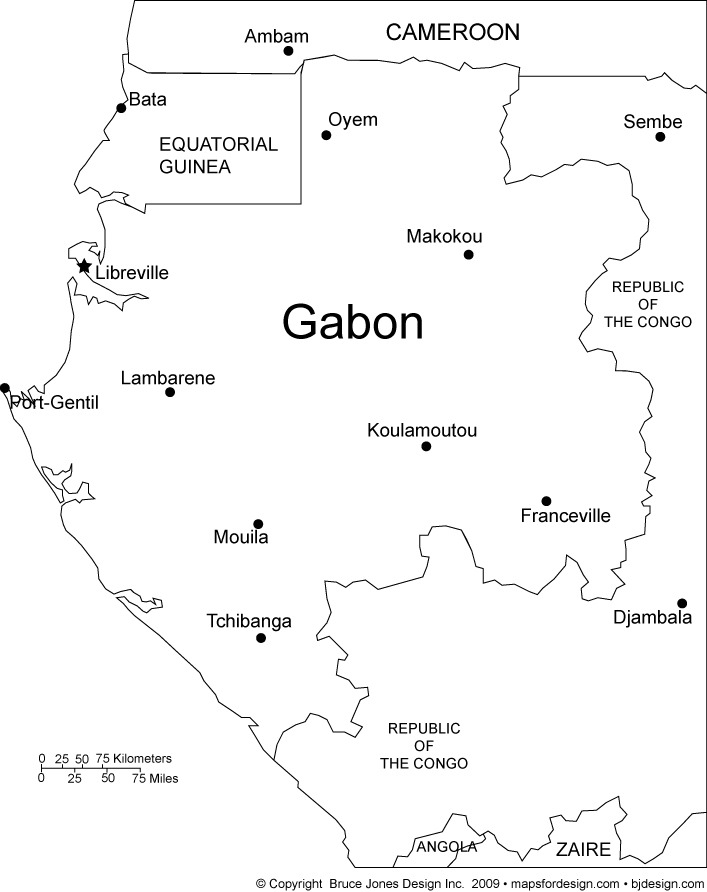 CAMEROON
Ambam
Bata
Oyem
Sembe
EQUATORIAL
GUINEA
Makokou
Libreville
REPUBLIC
OF
THE CONGO
Gabon
Lambarene
Port-Gentil
Koulamoutou
Franceville
Mouila
Djambala
Tchibanga
REPUBLIC
OF
THE CONGO
0 25 50 75 Kilometers
0 25 50 75 Miles
ANGOLA
ZAIRE
© Copyright Bruce Jones Design Inc. 2009 • mapsfordesign.com • bjdesign.com